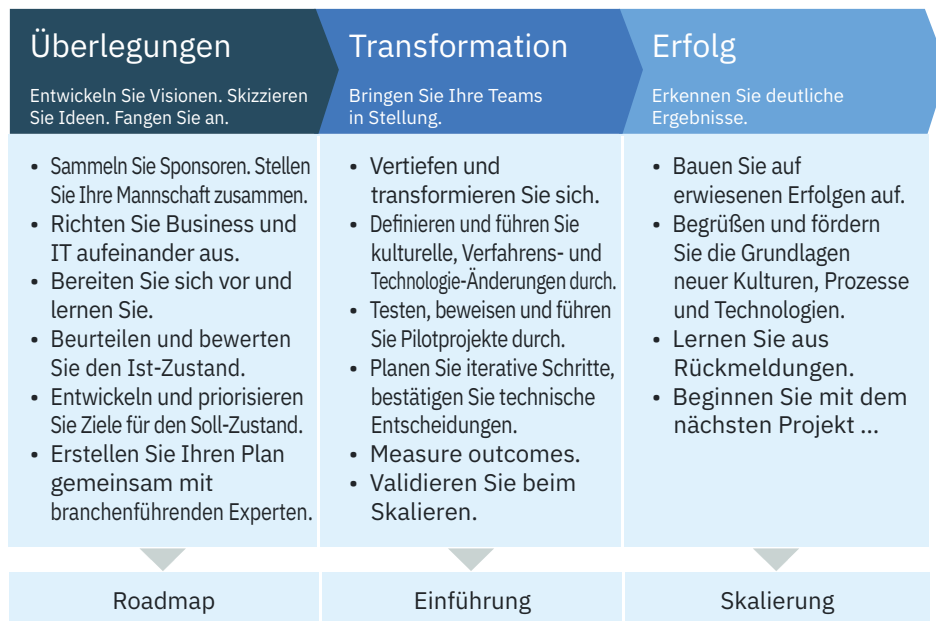 Überlegungen
Entwickeln Sie Visionen. Skizzieren
Sie Ideen. Fangen Sie an.
• Sammeln Sie Sponsoren. Stellen
Sie Ihre Mannschaft zusammen.
• Richten Sie Business und
IT aufeinander aus.
• Bereiten Sie sich vor und
lernen Sie.
• Beurteilen und bewerten
Sie den Ist-Zustand.
• Entwickeln und priorisieren
Sie Ziele für den Soll-Zustand.
• Erstellen Sie Ihren Plan
gemeinsam mit
branchenführenden Experten.
Roadmap
Transformation
Bringen Sie Ihre Teams
in Stellung.
• Vertiefen und
transformieren Sie sich.
• Definieren und führen Sie
kulturelle, Verfahrens- und
Technologie-Änderungen durch.
• Testen, beweisen und führen
Sie Pilotprojekte durch.
• Planen Sie iterative Schritte,
bestätigen Sie technische
Entscheidungen.
• Measure outcomes.
• Validieren Sie beim
Skalieren.
Einführung
Erfolg
Erkennen Sie deutliche
Ergebnisse.
• Bauen Sie auf
erwiesenen Erfolgen auf.
• Begrüßen und fördern
Sie die Grundlagen
neuer Kulturen, Prozesse
und Technologien.
• Lernen Sie aus
Rückmeldungen.
• Beginnen Sie mit dem
nächsten Projekt ...
Skalierung